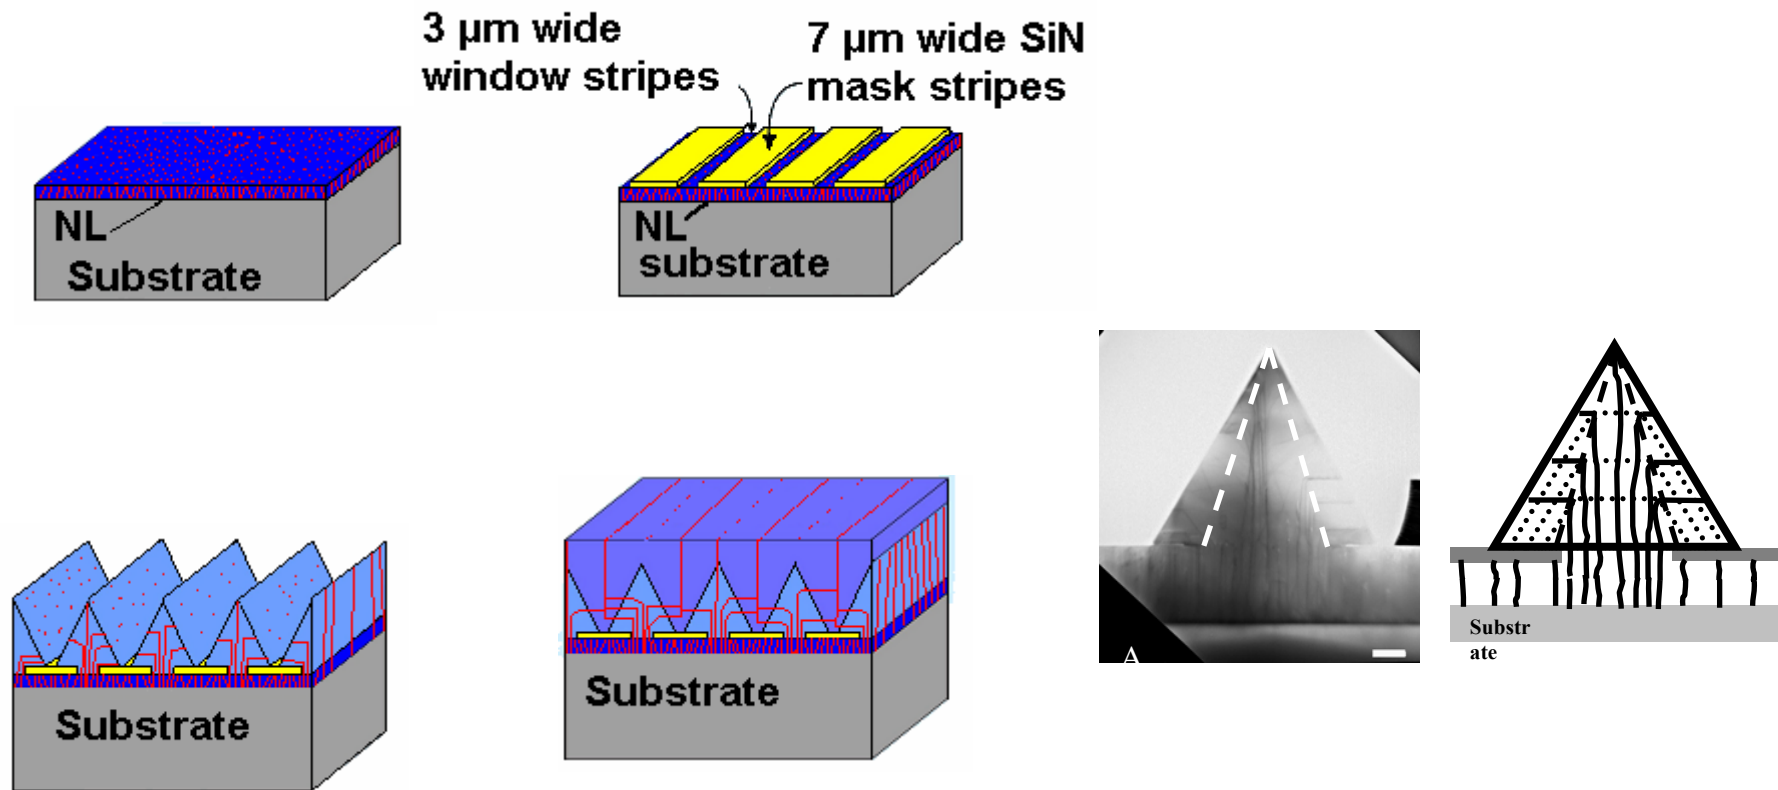 3 µm wide
window stripes
7 µm wide SiN
mask stripes
NL
Substrate
NL
substrate
Substrate
Substrate
A
Substr
ate